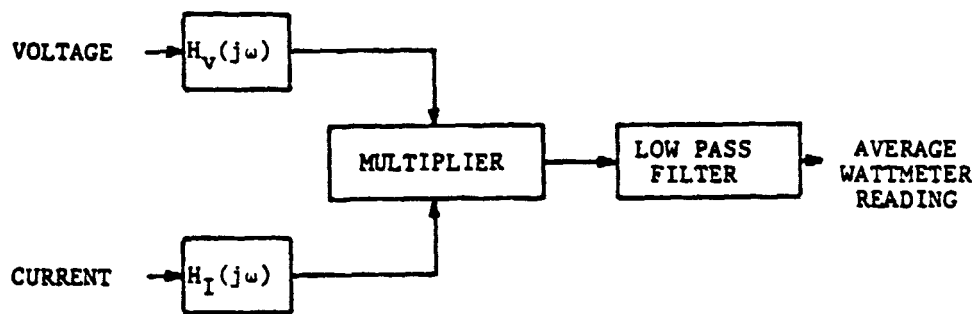 VOLTAGE
H_V(jω)
MULTIPLIER
LOW PASS
FILTER
AVERAGE
WATTMETER
READING
CURRENT
H_I(jω)